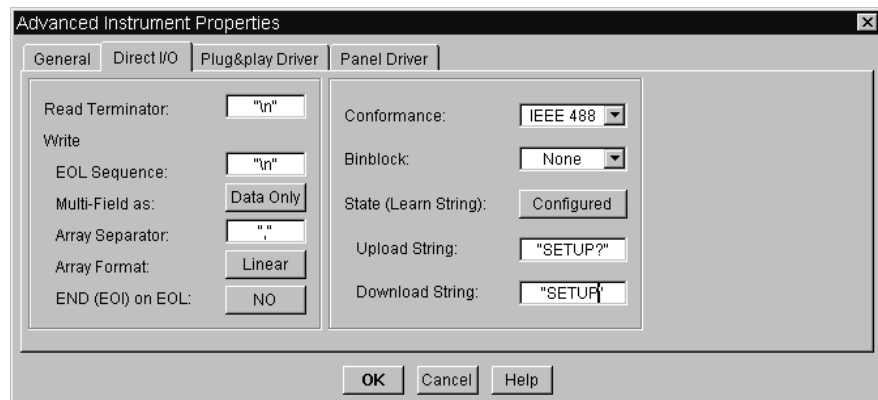 Advanced Instrument Properties
General Direct I/O Plug&play Driver Panel Driver
Read Terminator: "\n"
Write
EOL Sequence: "\n"
Multi-Field as: Data Only
Array Separator: ","
Array Format: Linear
END (EOI) on EOL: NO
Conformance: IEEE 488
Binblock: None
State (Learn String): Configured
Upload String: "SETUP?"
Download String: "SETUP"
OK Cancel Help